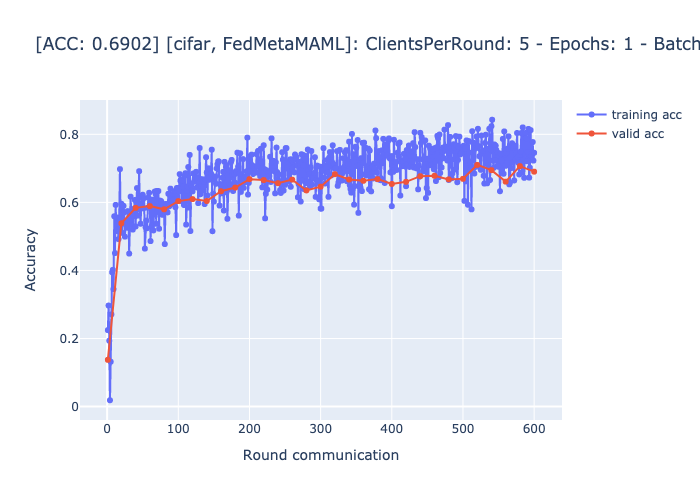 [ACC: 0.6902] [cifar, FedMetaMAML]: ClientsPerRound: 5 - Epochs: 1 - Batch
training acc
valid acc
0.8
0.6
0.4
0.2
0
Accuracy
0 100 200 300 400 500 600
Round communication